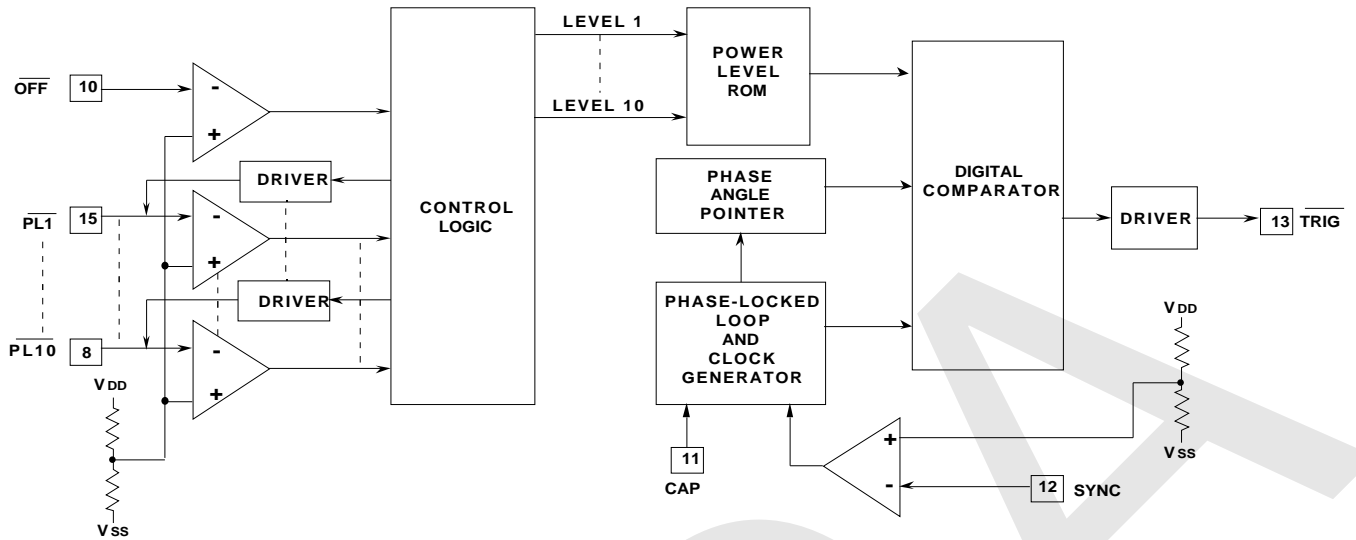 OFF
10
-
+
DRIVER
PL1
15
-
+
DRIVER
PL10
8
-
+
VDD
VSS
CONTROL
LOGIC
LEVEL 1
LEVEL 10
POWER
LEVEL
ROM
PHASE
ANGLE
POINTER
PHASE-LOCKED
LOOP
AND
CLOCK
GENERATOR
11
CAP
DIGITAL
COMPARATOR
DRIVER
13 TRIG
VDD
VSS
+
-
12 SYNC